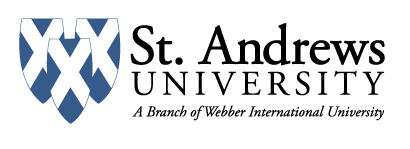 St. Andrews
UNIVERSITY
A Branch of Webber International University